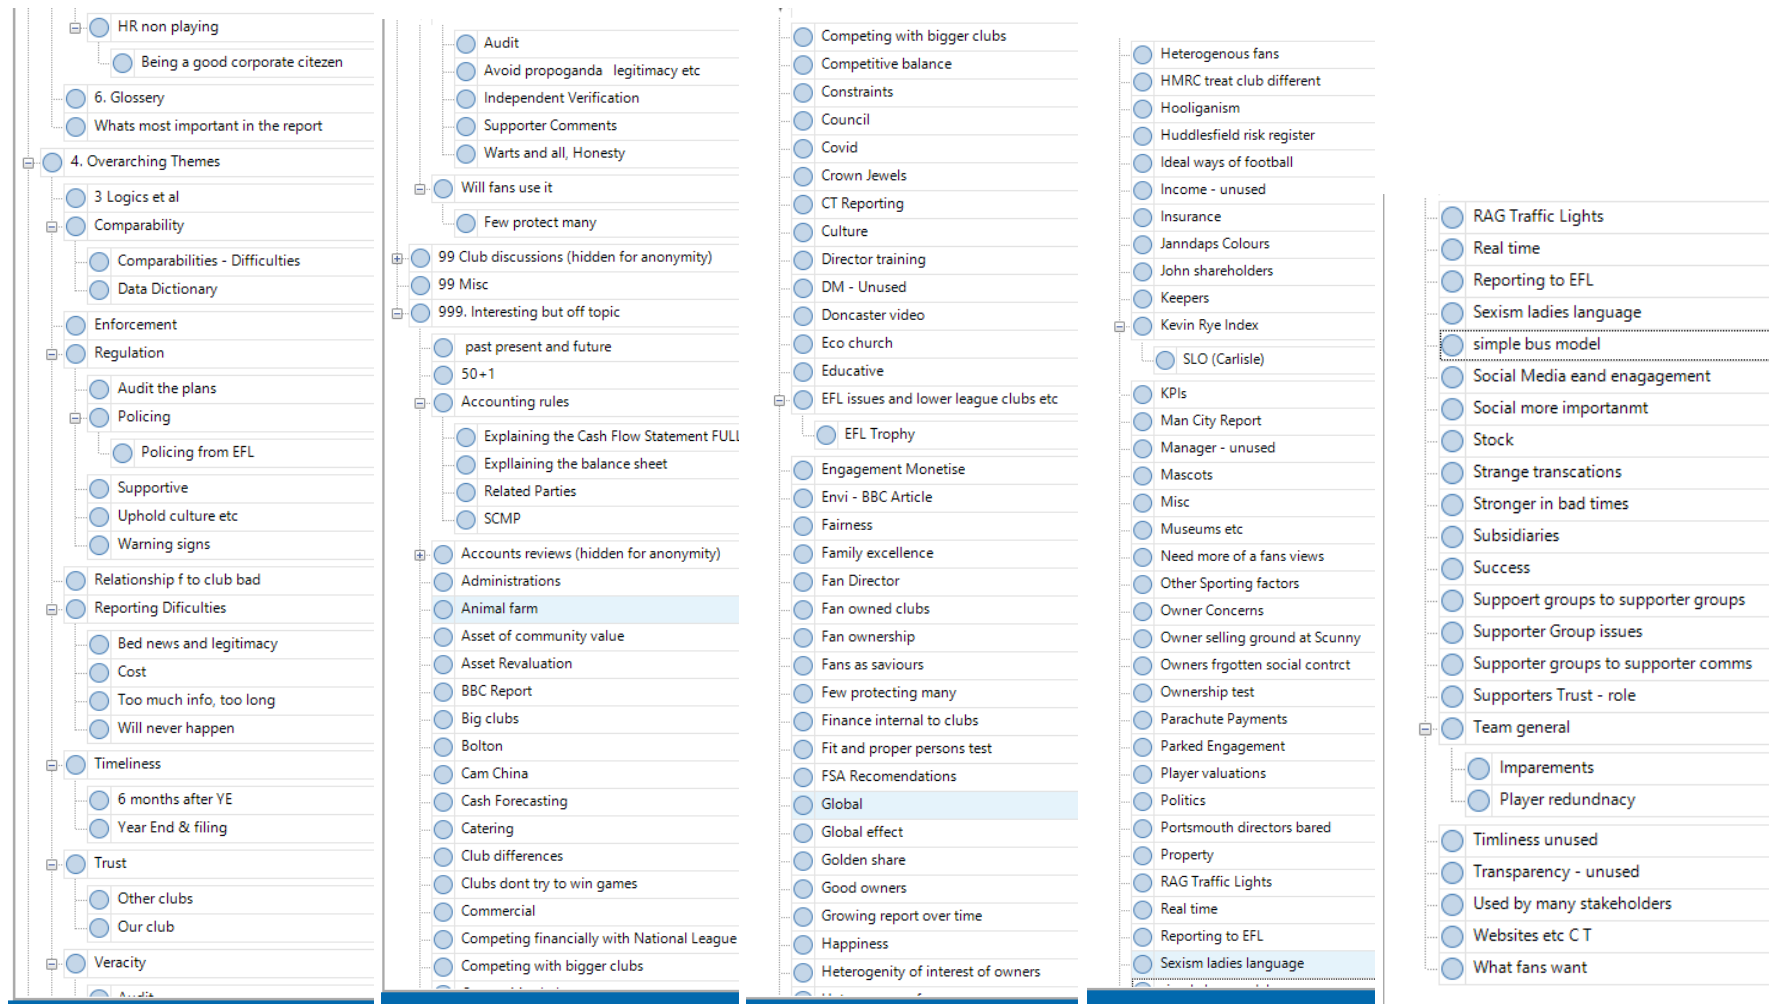 HR non playing
Being a good corporate citezen
6. Glossery
Whats most important in the report
4. Overarching Themes
3 Logics et al
Comparability
Comparabilities - Difficulties
Data Dictionary
Enforcement
Regulation
Audit the plans
Policing
Policing from EFL
Supportive
Uphold culture etc
Warning signs
Relationship f to club bad
Reporting Dificulties
Bed news and legitimacy
Cost
Too much info, too long
Will never happen
Timeliness
6 months after YE
Year End & filing
Trust
Other clubs
Our club
Veracity
Audit
Audit
Avoid propoganda legitimacy etc
Independent Verification
Supporter Comments
Warts and all, Honesty
Will fans use it
Few protect many
99 Club discussions (hidden for anonymity)
99 Misc
999. Interesting but off topic
past present and future
50+1
Accounting rules
Explaining the Cash Flow Statement FULL
Expllaining the balance sheet
Related Parties
SCMP
Accounts reviews (hidden for anonymity)
Administrations
Animal farm
Asset of community value
Asset Revaluation
BBC Report
Big clubs
Bolton
Cam China
Cash Forecasting
Catering
Club differences
Clubs dont try to win games
Commercial
Competing financially with National League
Competing with bigger clubs
Competing with bigger clubs
Competitive balance
Constraints
Council
Covid
Crown Jewels
CT Reporting
Culture
Director training
DM - Unused
Doncaster video
Eco church
Educative
EFL issues and lower league clubs etc
EFL Trophy
Engagement Monetise
Envi - BBC Article
Fairness
Family excellence
Fan Director
Fan owned clubs
Fan ownership
Fans as saviours
Few protecting many
Finance internal to clubs
Fit and proper persons test
FSA Recomendations
Global
Global effect
Golden share
Good owners
Growing report over time
Happiness
Heterogenity of interest of owners
Heterogenous fans
HMRC treat club different
Hooliganism
Huddlesfield risk register
Ideal ways of football
Income - unused
Insurance
Janndaps Colours
John shareholders
Keepers
Kevin Rye Index
SLO (Carlisle)
KPIs
Man City Report
Manager - unused
Mascots
Misc
Museums etc
Need more of a fans views
Other Sporting factors
Owner Concerns
Owner selling ground at Scunny
Owners frgotten social contrct
Ownership test
Parachute Payments
Parked Engagement
Player valuations
Politics
Portsmouth directors bared
Property
RAG Traffic Lights
Real time
Reporting to EFL
Sexism ladies language
RAG Traffic Lights
Real time
Reporting to EFL
Sexism ladies language
simple bus model
Social Media eand enagagement
Social more importanmt
Stock
Strange transcations
Stronger in bad times
Subsidiaries
Success
Suppoert groups to supporter groups
Supporter Group issues
Supporter groups to supporter comms
Supporters Trust - role
Team general
Imparements
Player redundnacy
Timliness unused
Transparency - unused
Used by many stakeholders
Websites etc C T
What fans want